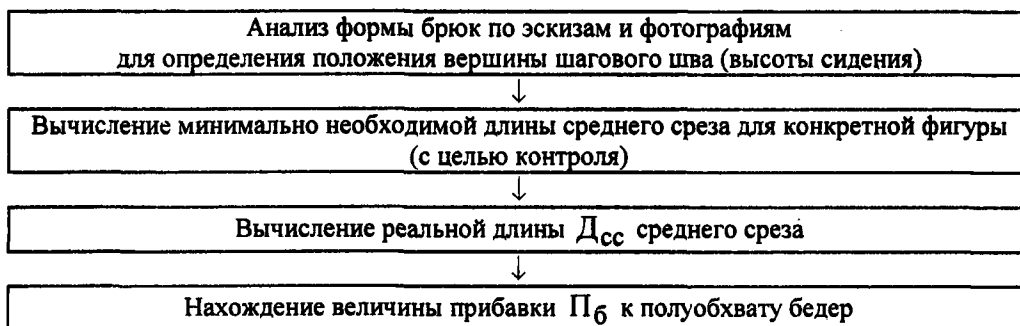 Анализ формы брюк по эскизам и фотографиям
для определения положения вершины шагового шва (высоты сидения)
↓
Вычисление минимально необходимой длины среднего среза для конкретной фигуры
(с целью контроля)
↓
Вычисление реальной длины Дсс среднего среза
↓
Нахождение величины прибавки Пб к полуобхвату бедер